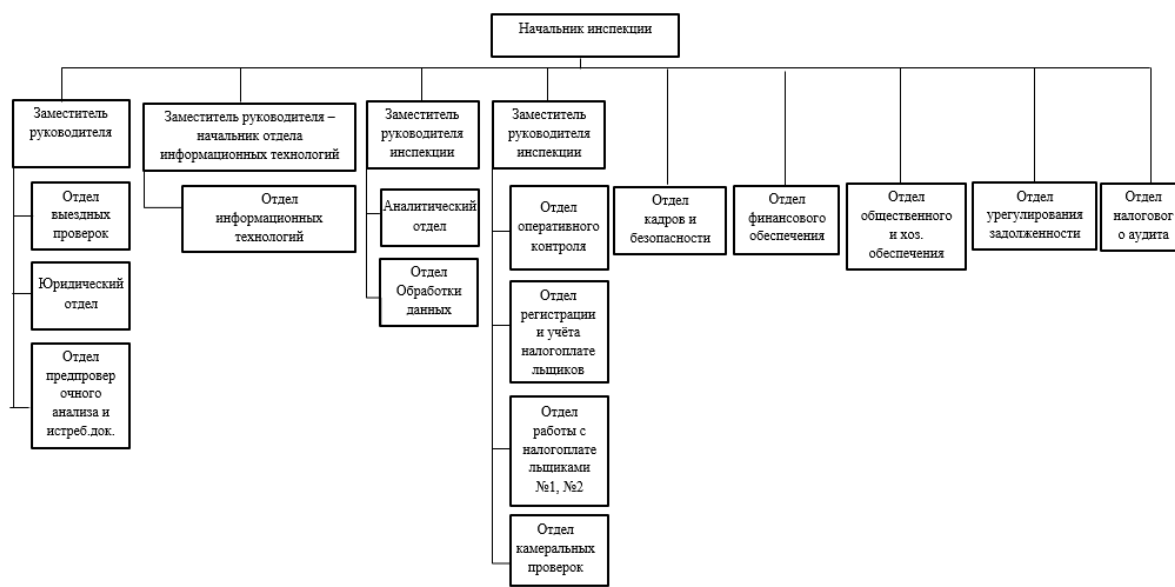 Начальник инспекции
Заместитель
руководителя
Заместитель руководителя –
начальник отдела
информационных технологий
Заместитель
руководителя
инспекции
Заместитель
руководителя
инспекции
Отдел
выездных
проверок
Юридический
отдел
Отдел
предпровер
очного
анализа и
истреб.док.
Отдел
информационных
технологий
Аналитический
отдел
Отдел
Обработки
данных
Отдел
оперативного
контроля
Отдел
регистрации
и учёта
налогоплате
льщиков
Отдел
работы с
налогоплате
льщиками
№1, №2
Отдел
камеральных
проверок
Отдел
кадров и
безопасности
Отдел
финансового
обеспечения
Отдел
общественного
и хоз.
обеспечения
Отдел
урегулирования
задолженности
Отдел
налоговог
о аудита